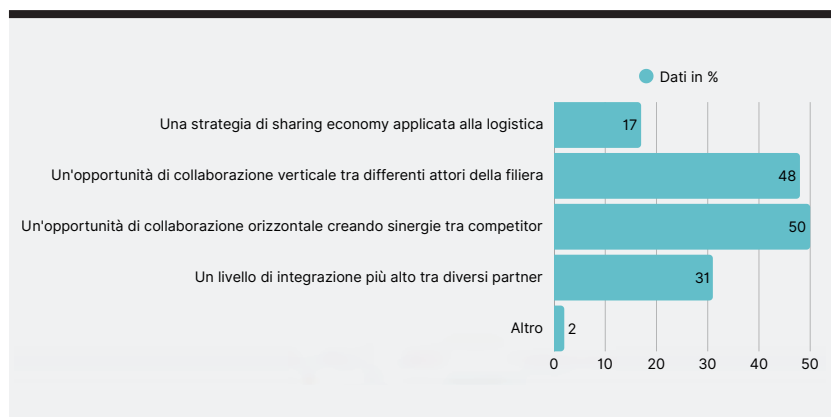 Dati in %
Una strategia di sharing economy applicata alla logistica 17
Un'opportunità di collaborazione verticale tra differenti attori della filiera 48
Un'opportunità di collaborazione orizzontale creando sinergie tra competitor 50
Un livello di integrazione più alto tra diversi partner 31
Altro 2
0 10 20 30 40 50